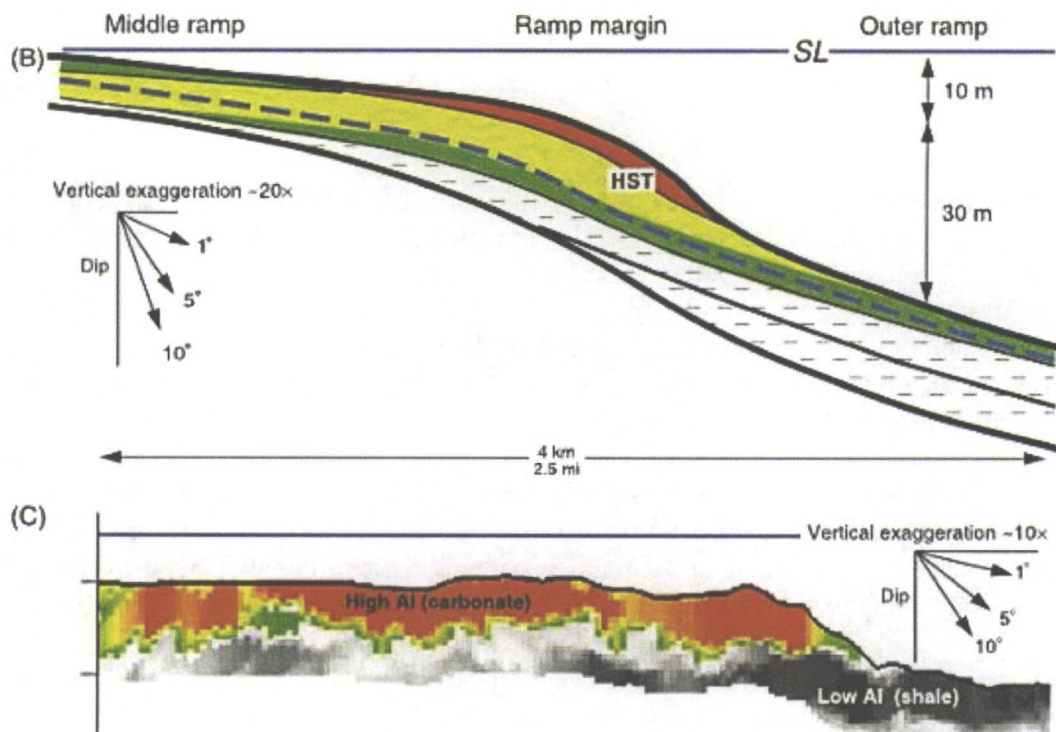 Middle ramp
Ramp margin
Outer ramp
(B)
SL
10 m
HST
30 m
Vertical exaggeration ~20×
Dip
1°
5°
10°
4 km
2.5 mi
(C)
Vertical exaggeration ~10×
High AI (carbonate)
Dip
1°
5°
10°
Low AI (shale)